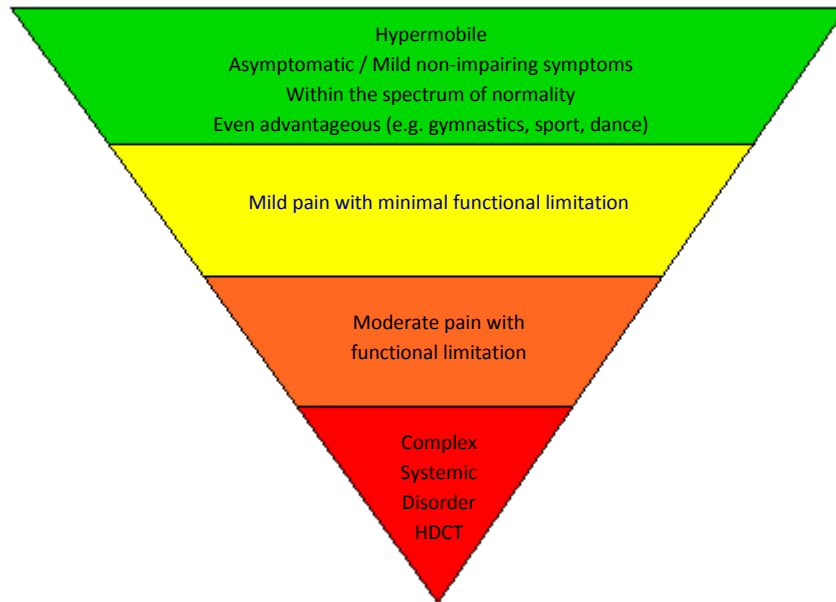 Hypermobile
Asymptomatic / Mild non-impairing symptoms
Within the spectrum of normality
Even advantageous (e.g. gymnastics, sport, dance)
Mild pain with minimal functional limitation
Moderate pain with
functional limitation
Complex
Systemic
Disorder
HDCT